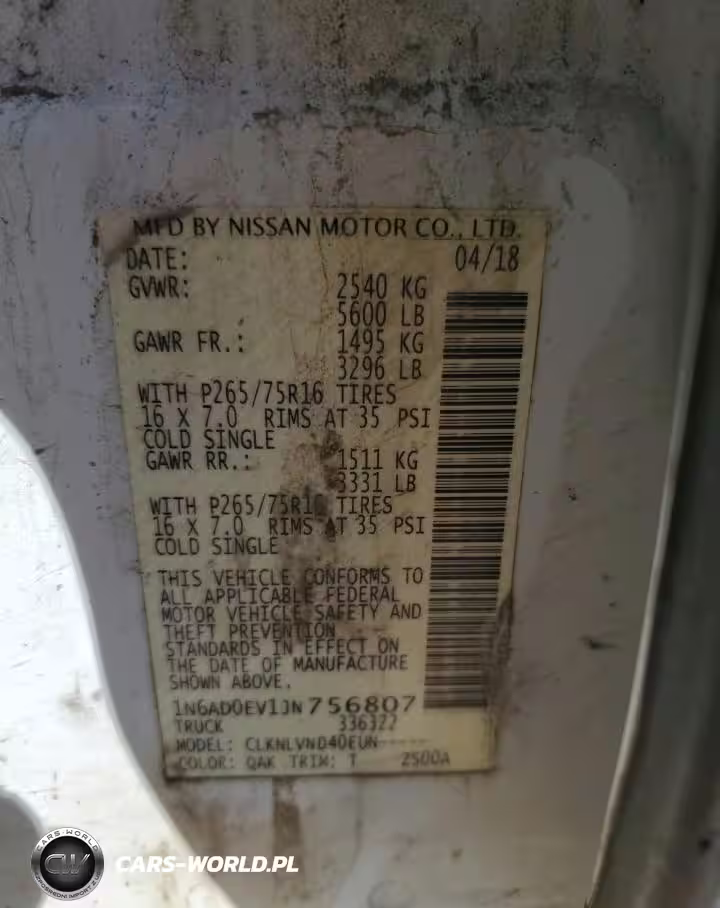 MFD BY NISSAN MOTOR CO., LTD.
DATE: 04/18
GVWR: 2540 KG
5600 LB
GAWR FR.: 1495 KG
3296 LB
WITH P265/75R16 TIRES
16 X 7.0 RIMS AT 35 PSI
COLD SINGLE
GAWR RR.: 1511 KG
3331 LB
WITH P265/75R16 TIRES
16 X 7.0 RIMS AT 35 PSI
COLD SINGLE
THIS VEHICLE CONFORMS TO
ALL APPLICABLE FEDERAL
MOTOR VEHICLE SAFETY AND
THEFT PREVENTION
STANDARDS IN EFFECT ON
THE DATE OF MANUFACTURE
SHOWN ABOVE.
1N6AD0EV1JN756807
TRUCK 336322
MODEL: CLKNLVND40EUN-----
COLOR: QAK TRIM: T 2500A
CARS-WORLD
CW
CARS-WORLD.PL